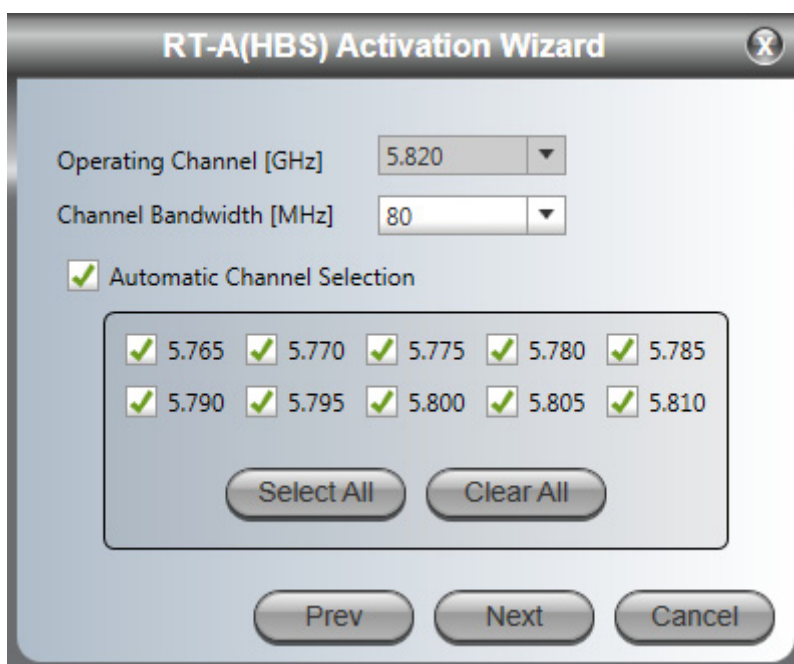 RT-A(HBS) Activation Wizard X
Operating Channel [GHz] 5.820
Channel Bandwidth [MHz] 80
Automatic Channel Selection
5.765 5.770 5.775 5.780 5.785
5.790 5.795 5.800 5.805 5.810
Select All Clear All
Prev Next Cancel